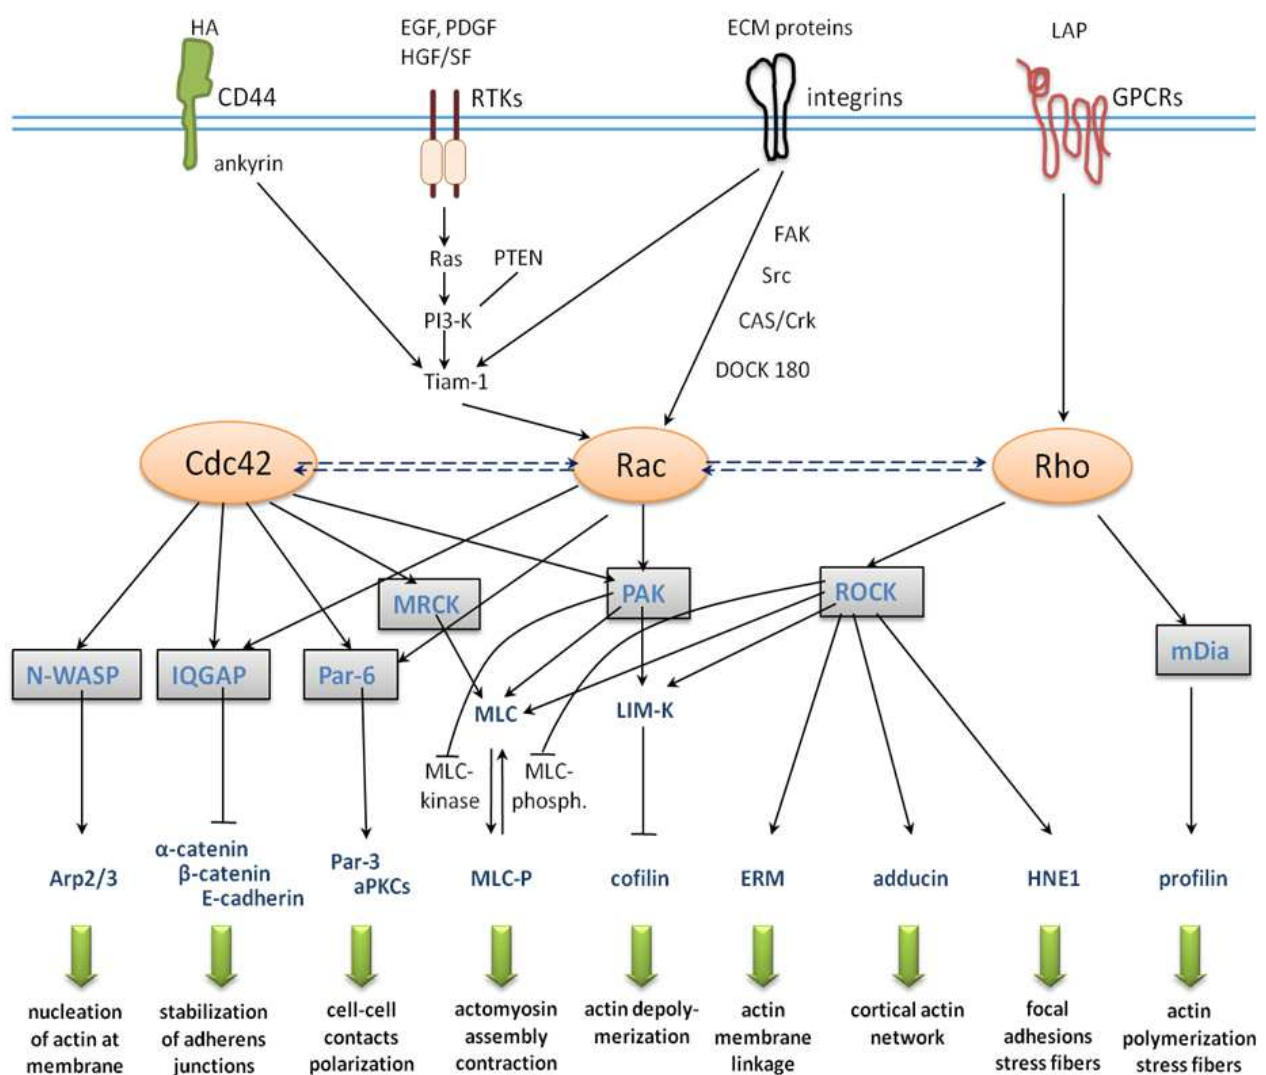 HA
EGF, PDGF
HGF/SF
ECM proteins
LAP
CD44
RTKs
integrins
GPCRs
ankyrin
FAK
Ras
PTEN
Src
PI3-K
CAS/Crk
DOCK 180
Tiam-1
Cdc42
Rac
Rho
MRCK
PAK
ROCK
N-WASP
IQGAP
Par-6
mDia
MLC
LIM-K
MLC-
kinase
MLC-
phosph.
Arp2/3
α-catenin
β-catenin
E-cadherin
Par-3
aPKCs
MLC-P
cofilin
ERM
adducin
HNE1
profilin
nucleation
of actin at
membrane
stabilization
of adherens
junctions
cell-cell
contacts
polarization
actomyosin
assembly
contraction
actin depoly-
merization
actin
membrane
linkage
cortical actin
network
focal
adhesions
stress fibers
actin
polymerization
stress fibers